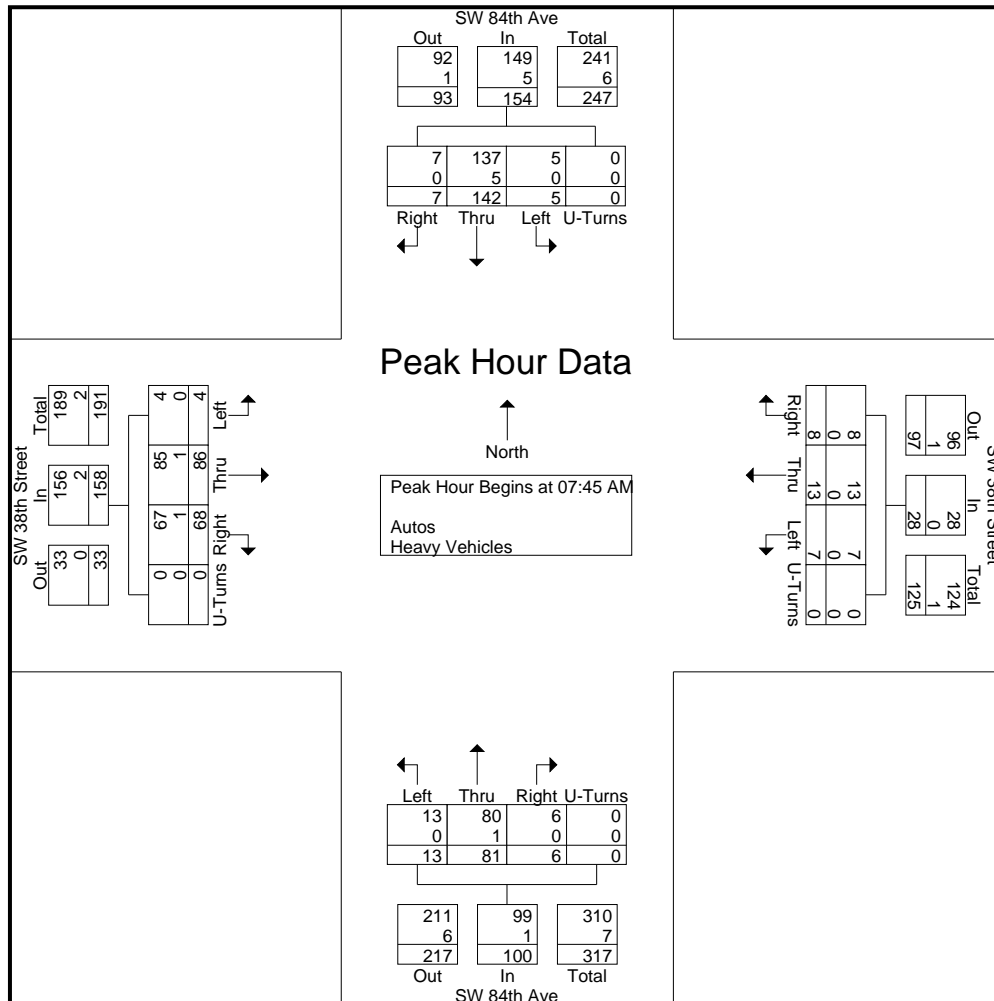 SW 84th Ave
Out In Total
92 149 241
1 5 6
93 154 247
7 137 5 0
0 5 0 0
7 142 5 0
Right Thru Left U-Turns
Peak Hour Data
North
Peak Hour Begins at 07:45 AM
Autos
Heavy Vehicles
SW 38th Street
Out In Total
33 156 189
0 2 2
33 158 191
U-Turns Right Thru Left
0 67 85 4
0 1 1 0
0 68 86 4
SW 38th Street
Out In Total
96 28 124
1 0 1
97 28 125
8 13 7 0
0 0 0 0
8 13 7 0
Right Thru Left U-Turns
Left Thru Right U-Turns
13 80 6 0
0 1 0 0
13 81 6 0
211 99 310
6 1 7
217 100 317
Out In Total
SW 84th Ave